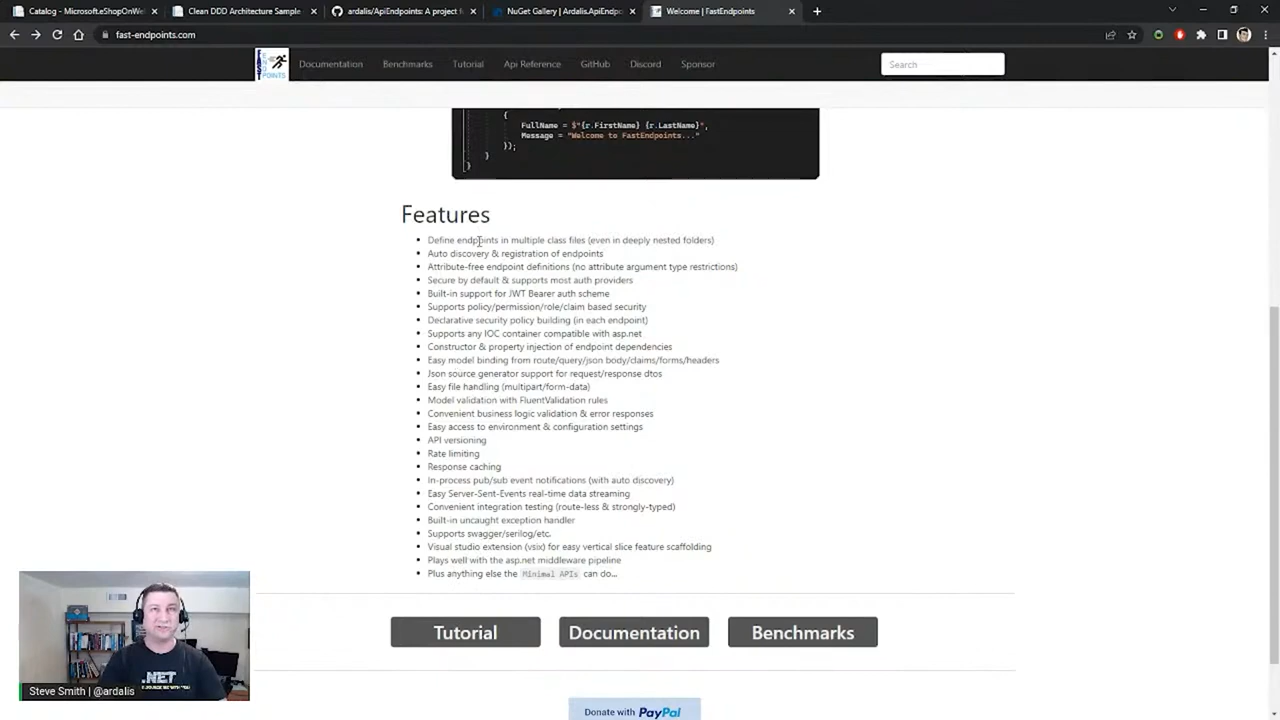 Catalog - Microsoft.eShopOnWe
Clean DDD Architecture Sample
ardalis/ApiEndpoints: A project f
NuGet Gallery | Ardalis.ApiEndpo
Welcome | FastEndpoints
fast-endpoints.com
FAST
ENDPOINTS
Documentation
Benchmarks
Tutorial
Api Reference
GitHub
Discord
Sponsor
Search
{
FullName = $"{r.FirstName} {r.LastName}",
Message = "Welcome to FastEndpoints..."
});
}
}
Features
Define endpoints in multiple class files (even in deeply nested folders)
Auto discovery & registration of endpoints
Attribute-free endpoint definitions (no attribute argument type restrictions)
Secure by default & supports most auth providers
Built-in support for JWT Bearer auth scheme
Supports policy/permission/role/claim based security
Declarative security policy building (in each endpoint)
Supports any IOC container compatible with asp.net
Constructor & property injection of endpoint dependencies
Easy model binding from route/query/json body/claims/forms/headers
Json source generator support for request/response dtos
Easy file handling (multipart/form-data)
Model validation with FluentValidation rules
Convenient business logic validation & error responses
Easy access to environment & configuration settings
API versioning
Rate limiting
Response caching
In-process pub/sub event notifications (with auto discovery)
Easy Server-Sent-Events real-time data streaming
Convenient integration testing (route-less & strongly-typed)
Built-in uncaught exception handler
Supports swagger/serilog/etc.
Visual studio extension (vsix) for easy vertical slice feature scaffolding
Plays well with the asp.net middleware pipeline
Plus anything else the Minimal APIs can do...
Tutorial
Documentation
Benchmarks
Donate with PayPal
.NET
Steve Smith | @ardalis